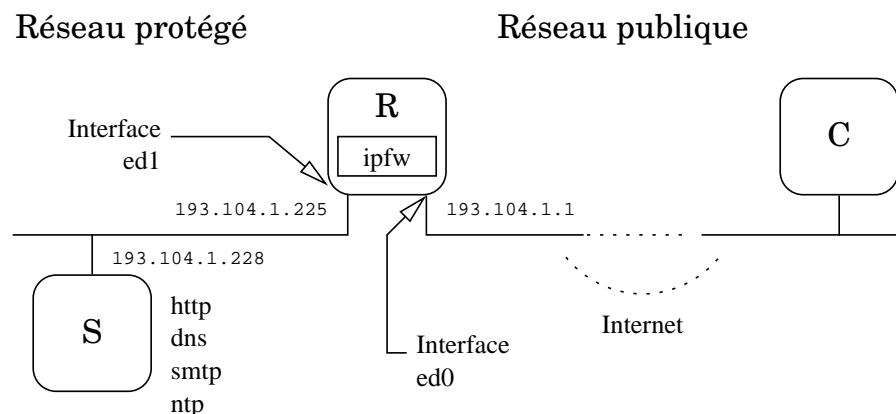 Réseau protégé
Réseau publique
R
ipfw
C
Interface
ed1
193.104.1.225
193.104.1.1
193.104.1.228
S
http
dns
smtp
ntp
Interface
ed0
Internet